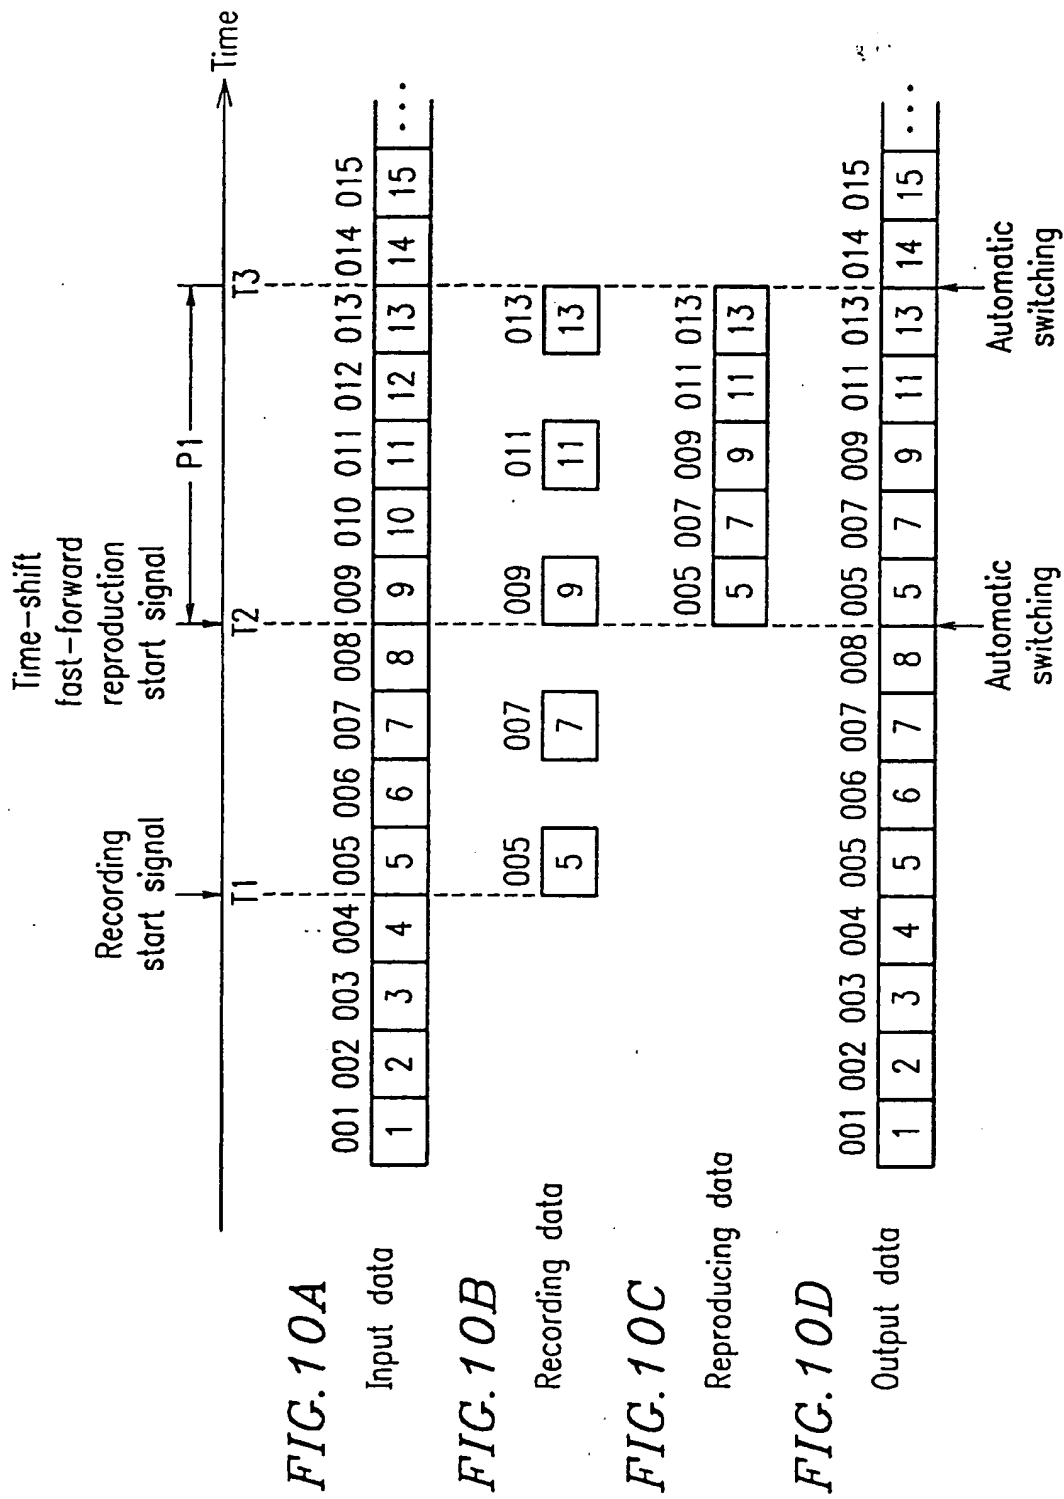 Time-shift
fast-forward
reproduction
start signal
Recording
start signal
P1
Time
T1 T2 T3
FIG.10A
Input data
001 002 003 004 005 006 007 008 009 010 011 012 013 014 015
1 2 3 4 5 6 7 8 9 10 11 12 13 14 15 ...
FIG.10B
Recording data
005 007 009 011 013
5 7 9 11 13
FIG.10C
Reproducing data
005 007 009 011 013
5 7 9 11 13
FIG.10D
Output data
001 002 003 004 005 006 007 008 005 007 009 011 013 014 015
1 2 3 4 5 6 7 8 5 7 9 11 13 14 15 ...
Automatic
switching
Automatic
switching